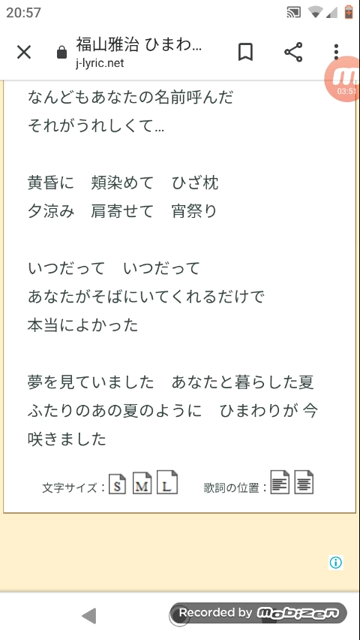 20:57
福山雅治 ひまわ...
j-lyric.net
03:51
なんどもあなたの名前呼んだ
それがうれしくて…
黄昏に　頬染めて　ひざ枕
夕涼み　肩寄せて　宵祭り
いつだって　いつだって
あなたがそばにいてくれるだけで
本当によかった
夢を見ていました　あなたと暮らした夏
ふたりのあの夏のように　ひまわりが 今
咲きました
文字サイズ： S M L 歌詞の位置：
Recorded by mobizen